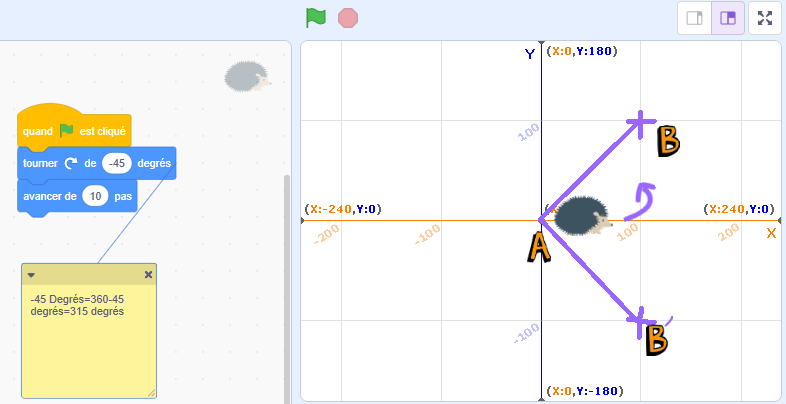 quand est cliqué
tourner de -45 degrés
avancer de 10 pas
-45 Degrés=360-45
degrés=315 degrés
Y
(X:0,Y:180)
100
B
(X:-240,Y:0)
(X:240,Y:0)
-200
-100
100
200
X
A
-100
B'
(X:0,Y:-180)